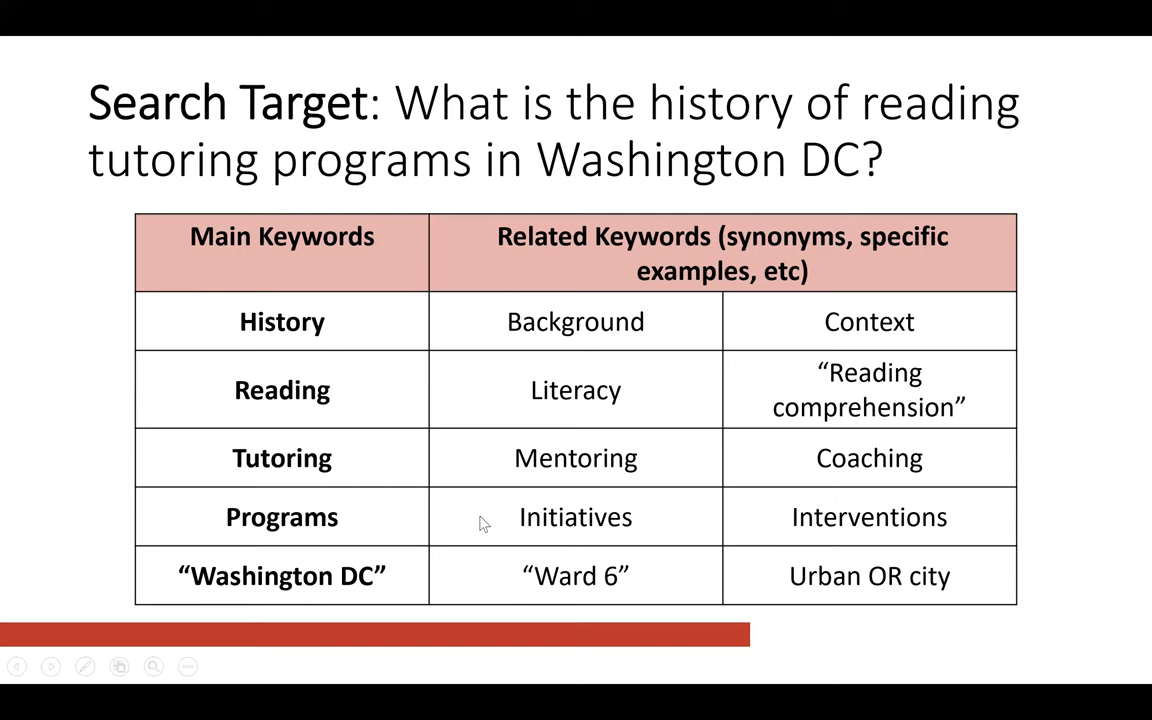 Search Target: What is the history of reading
tutoring programs in Washington DC?
Main Keywords
Related Keywords (synonyms, specific
examples, etc)
History
Background
Context
Reading
Literacy
“Reading
comprehension”
Tutoring
Mentoring
Coaching
Programs
Initiatives
Interventions
“Washington DC”
“Ward 6”
Urban OR city